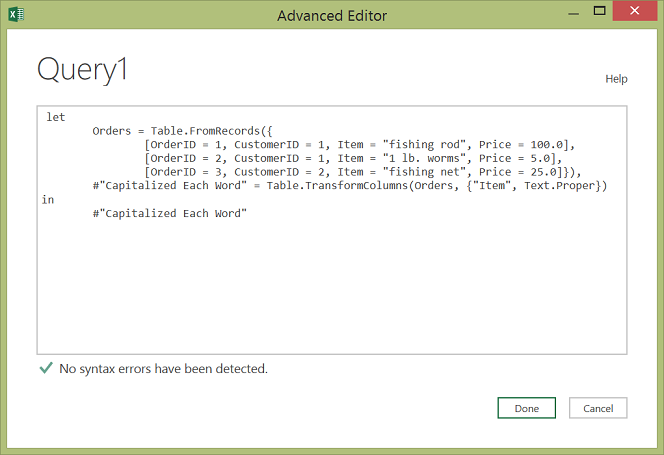 Advanced Editor
Query1
Help
let
Orders = Table.FromRecords({
[OrderID = 1, CustomerID = 1, Item = "fishing rod", Price = 100.0],
[OrderID = 2, CustomerID = 1, Item = "1 lb. worms", Price = 5.0],
[OrderID = 3, CustomerID = 2, Item = "fishing net", Price = 25.0]}),
#"Capitalized Each Word" = Table.TransformColumns(Orders, {"Item", Text.Proper})
in
#"Capitalized Each Word"
No syntax errors have been detected.
Done
Cancel